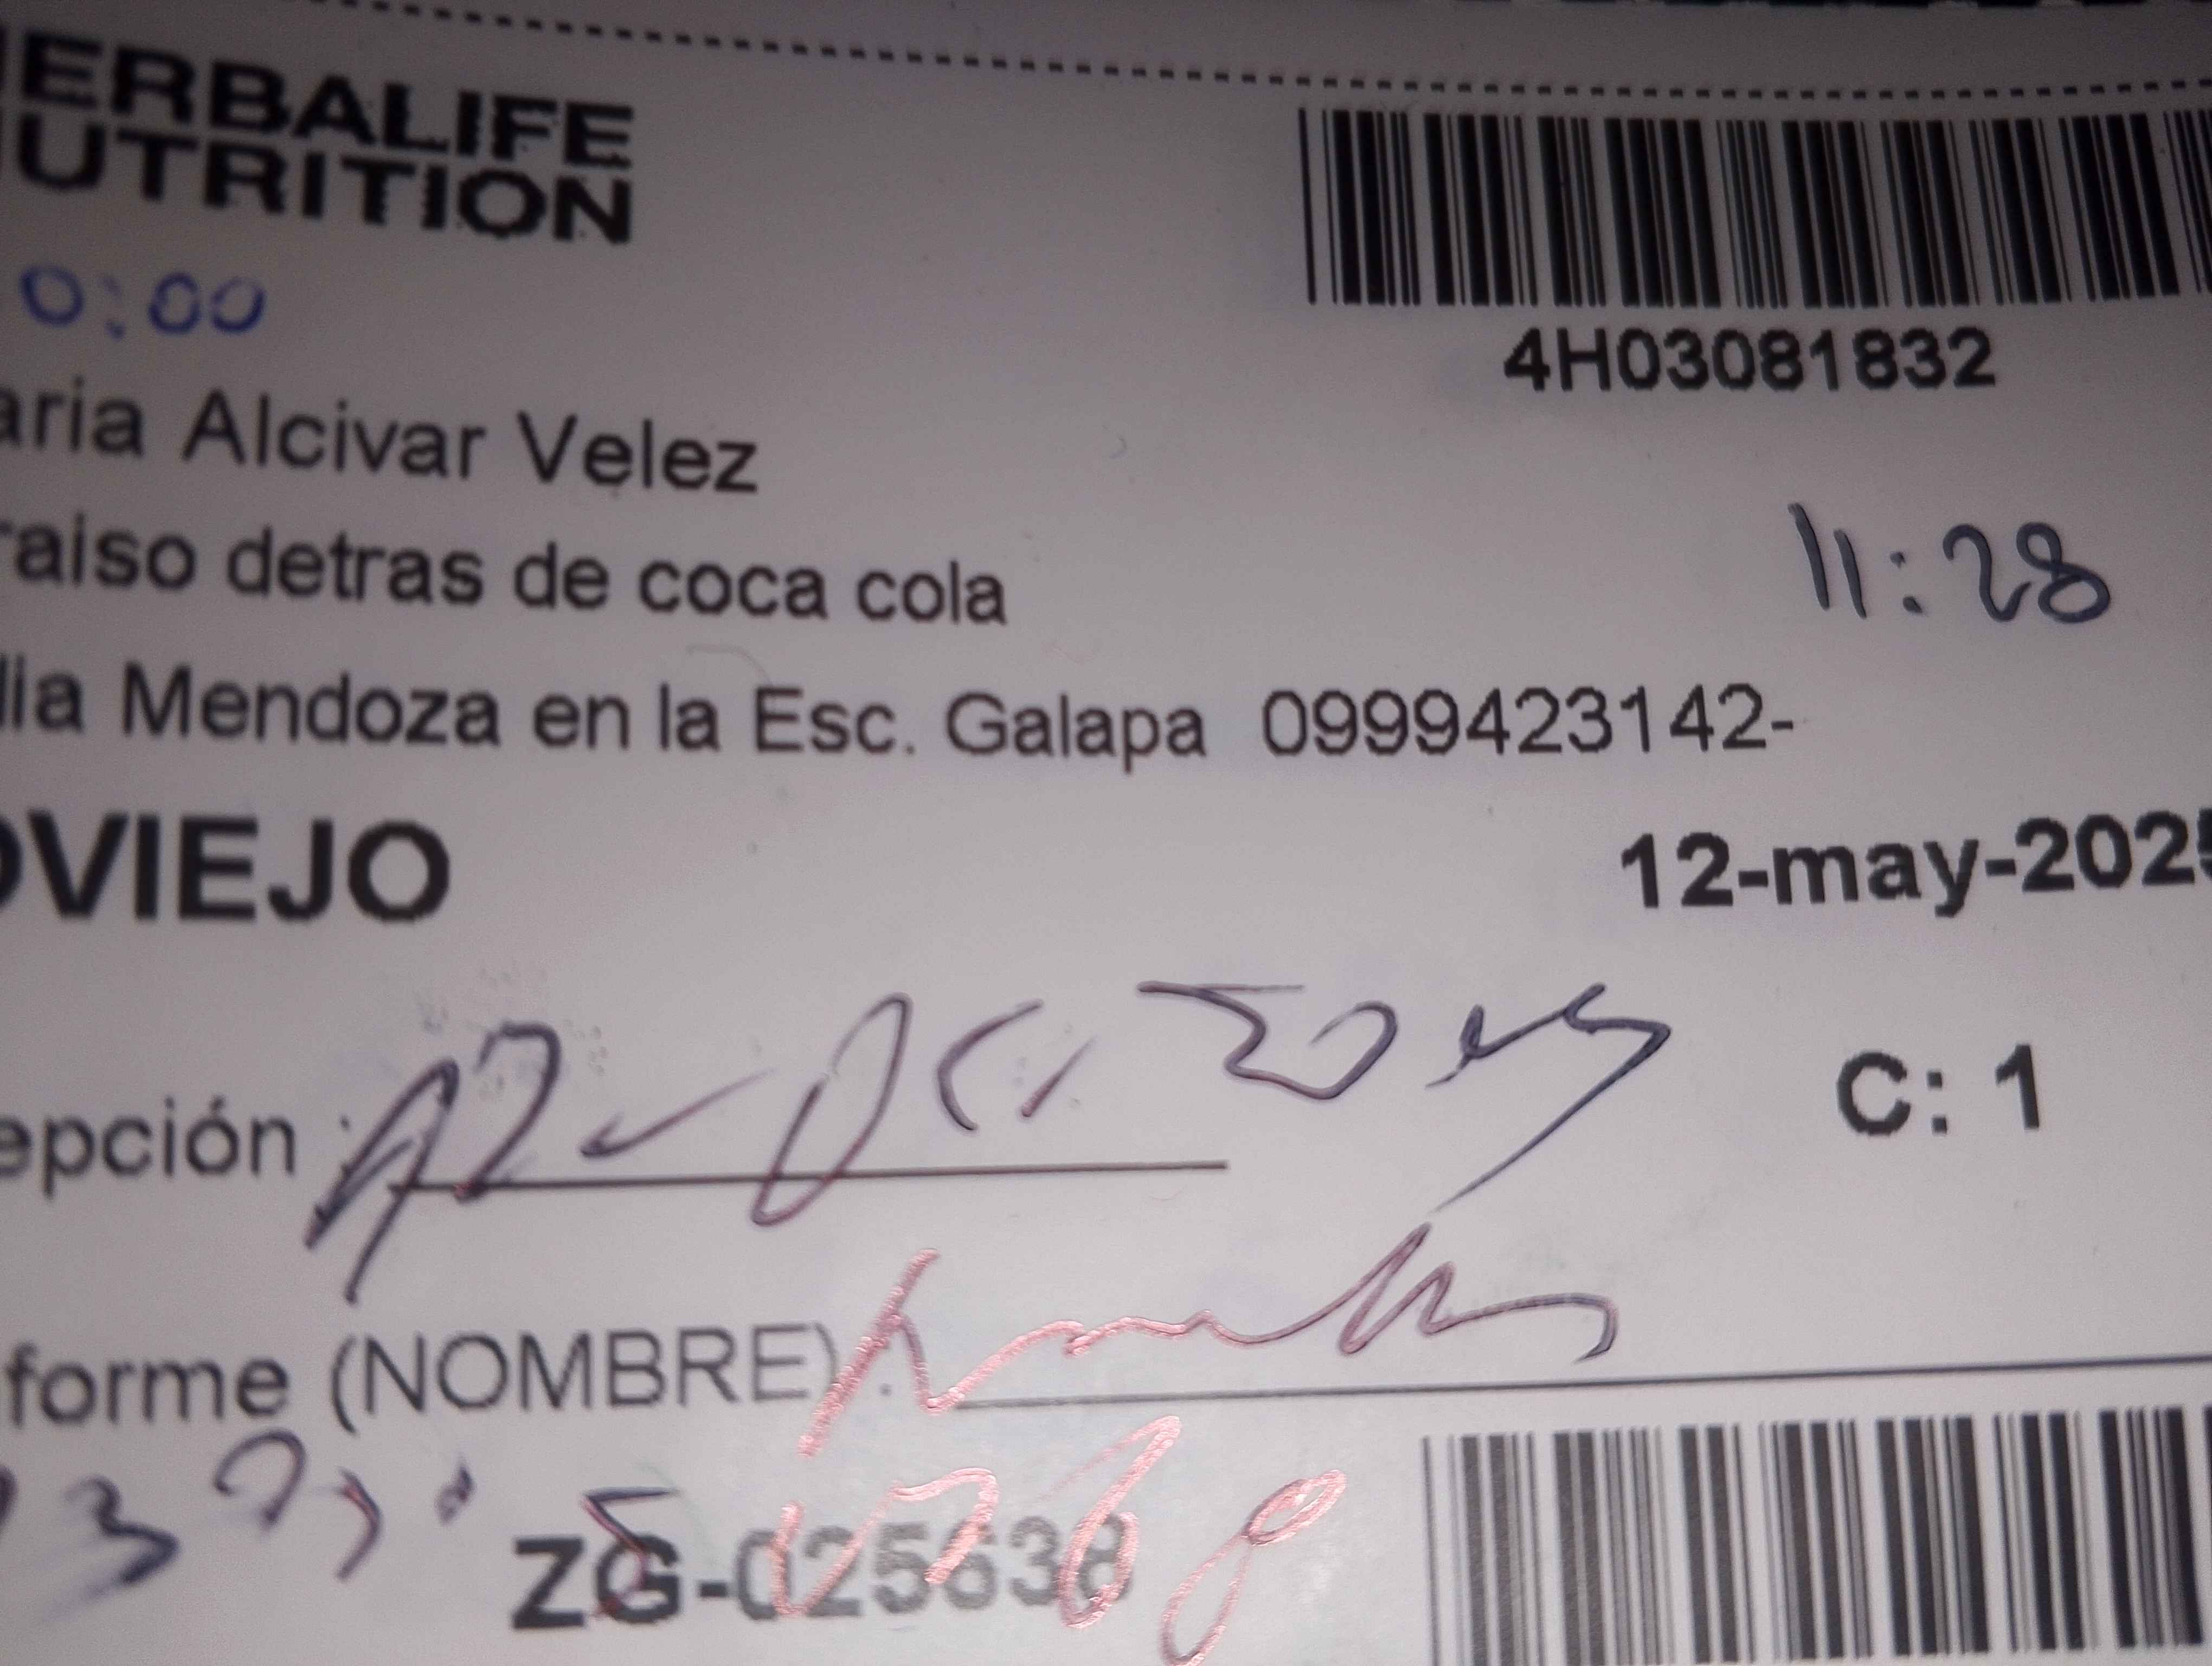 ERBALIFE
UTRITION
0:00
4H03081832
aria Alcivar Velez
raiso detras de coca cola
11:28
lia Mendoza en la Esc. Galapa 0999423142-
OVIEJO
12-may-2025
C: 1
epción :
forme (NOMBRE) :
ZG-025638